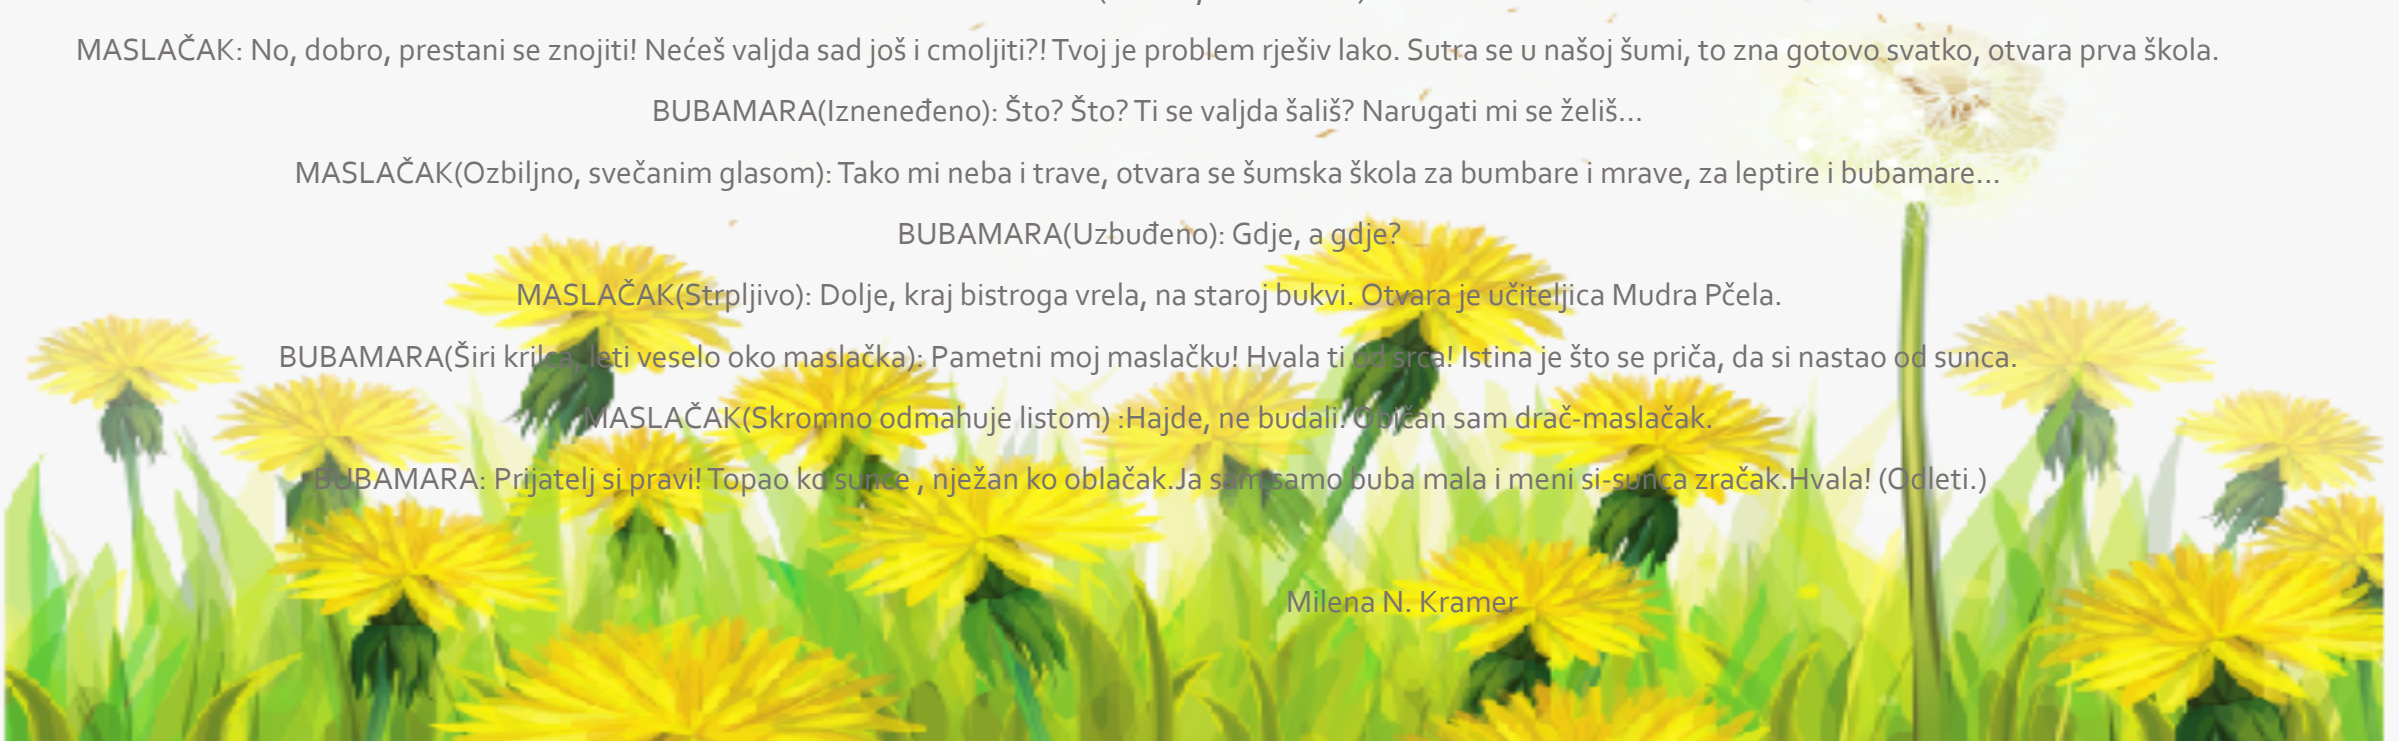 MASLAČAK: No, dobro, prestani se znojiti! Nećeš valjda sad još i cmoljiti?! Tvoj je problem rješiv lako. Sutra se u našoj šumi, to zna gotovo svatko, otvara prva škola.
BUBAMARA(Izneneđeno): Što? Što? Ti se valjda šališ? Narugati mi se želiš...
MASLAČAK(Ozbiljno, svečanim glasom): Tako mi neba i trave, otvara se šumska škola za bumbare i mrave, za leptire i bubamare...
BUBAMARA(Uzbuđeno): Gdje, a gdje?
MASLAČAK(Strpljivo): Dolje, kraj bistroga vrela, na staroj bukvi. Otvara je učiteljica Mudra Pčela.
BUBAMARA(Širi krilca, leti veselo oko maslačka): Pametni moj maslačku! Hvala ti od srca! Istina je što se priča, da si nastao od sunca.
MASLAČAK(Skromno odmahuje listom) :Hajde, ne budali! Običan sam drač-maslačak.
BUBAMARA: Prijatelj si pravi! Topao ko sunce , nježan ko oblačak.Ja sam samo buba mala i meni si-sunca zračak.Hvala! (Odleti.)
Milena N. Kramer